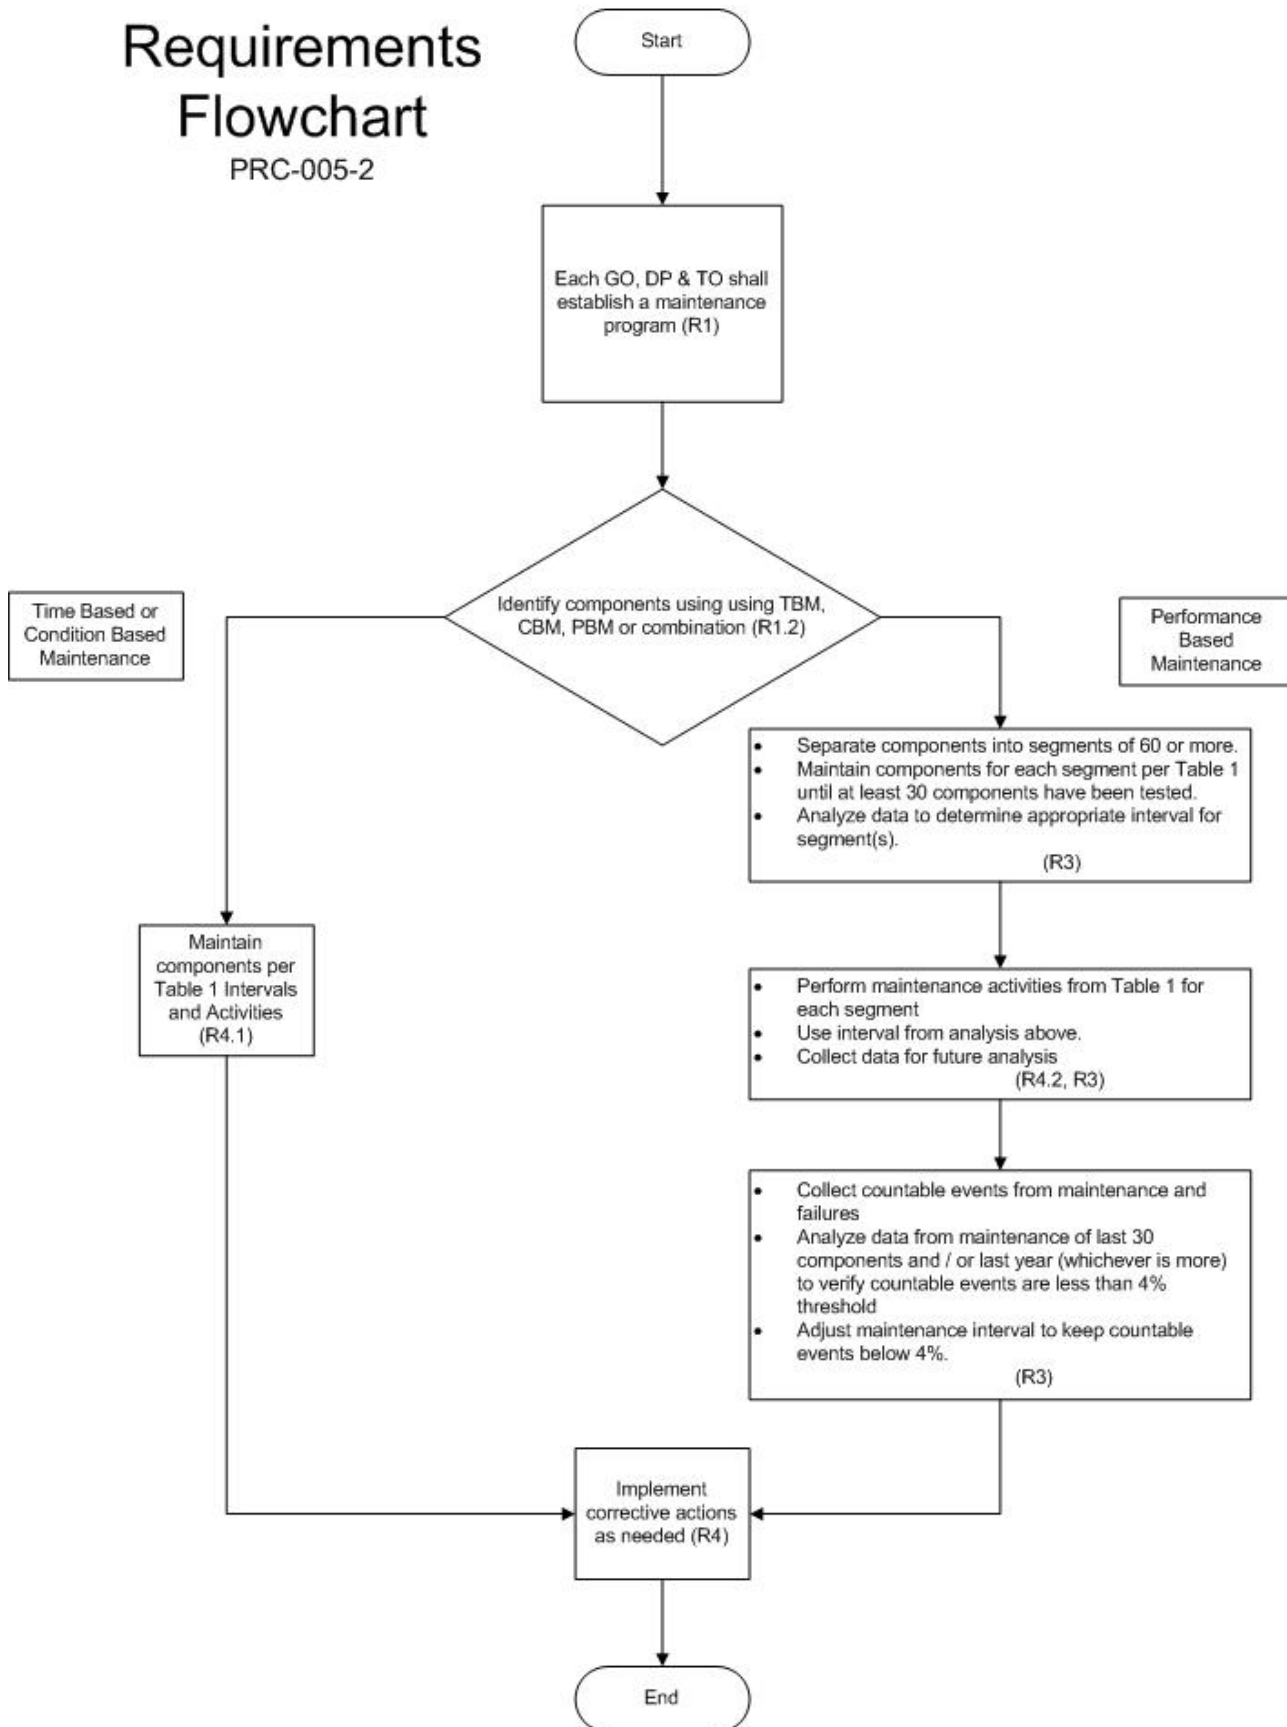 Requirements
Flowchart
PRC-005-2
Start
Each GO, DP & TO shall
establish a maintenance
program (R1)
Identify components using using TBM,
CBM, PBM or combination (R1.2)
Time Based or
Condition Based
Maintenance
Performance
Based
Maintenance
• Separate components into segments of 60 or more.
• Maintain components for each segment per Table 1
until at least 30 components have been tested.
• Analyze data to determine appropriate interval for
segment(s).
(R3)
Maintain
components per
Table 1 Intervals
and Activities
(R4.1)
• Perform maintenance activities from Table 1 for
each segment
• Use interval from analysis above.
• Collect data for future analysis
(R4.2, R3)
• Collect countable events from maintenance and
failures
• Analyze data from maintenance of last 30
components and / or last year (whichever is more)
to verify countable events are less than 4%
threshold
• Adjust maintenance interval to keep countable
events below 4%.
(R3)
Implement
corrective actions
as needed (R4)
End